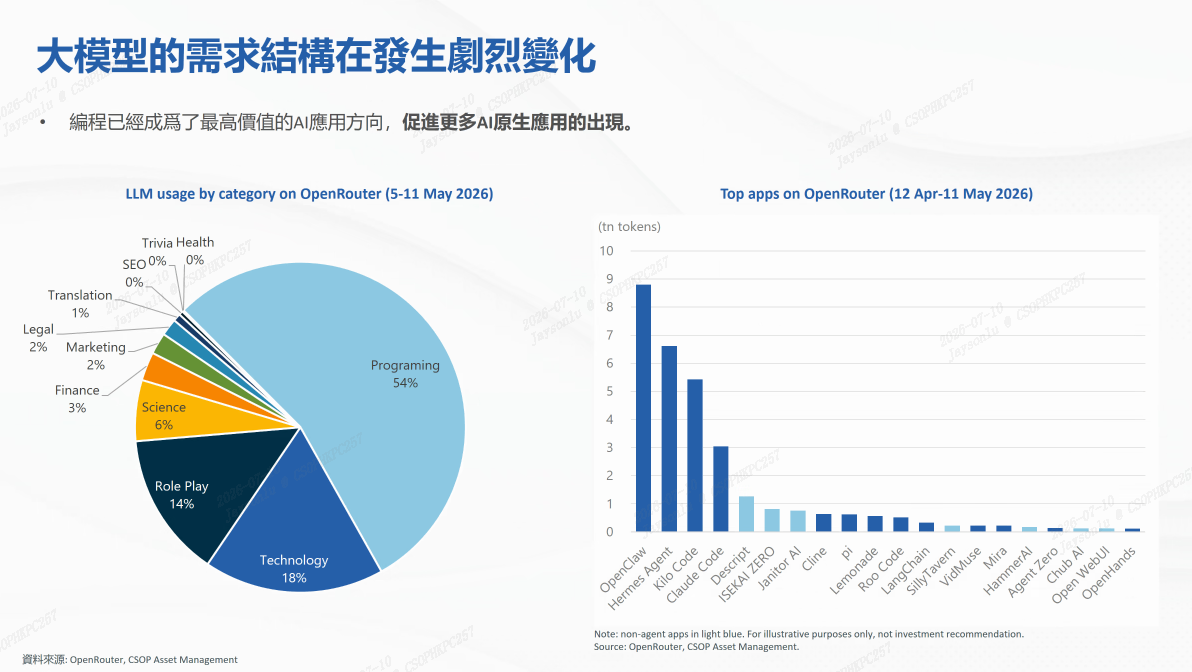 大模型的需求結構在發生劇烈變化
• 編程已經成爲了最高價值的AI應用方向，促進更多AI原生應用的出現。
LLM usage by category on OpenRouter (5-11 May 2026)
Trivia
0%
Health
0%
SEO
0%
Translation
1%
Legal
2%
Marketing
2%
Finance
3%
Science
6%
Role Play
14%
Technology
18%
Programing
54%
資料來源: OpenRouter, CSOP Asset Management
Top apps on OpenRouter (12 Apr-11 May 2026)
(tn tokens)
10
9
8
7
6
5
4
3
2
1
0
OpenClaw
Hermes Agent
Kilo Code
Claude Code
Descript
ISEKAI ZERO
Janitor AI
Cline
pi
Lemonade
Roo Code
LangChain
SillyTavern
VidMuse
Mira
HammerAI
Agent Zero
Chub AI
Open WebUI
OpenHands
Note: non-agent apps in light blue. For illustrative purposes only, not investment recommendation.
Source: OpenRouter, CSOP Asset Management.
2026-07-10
Jaysonlu @ CSOPHKPC257